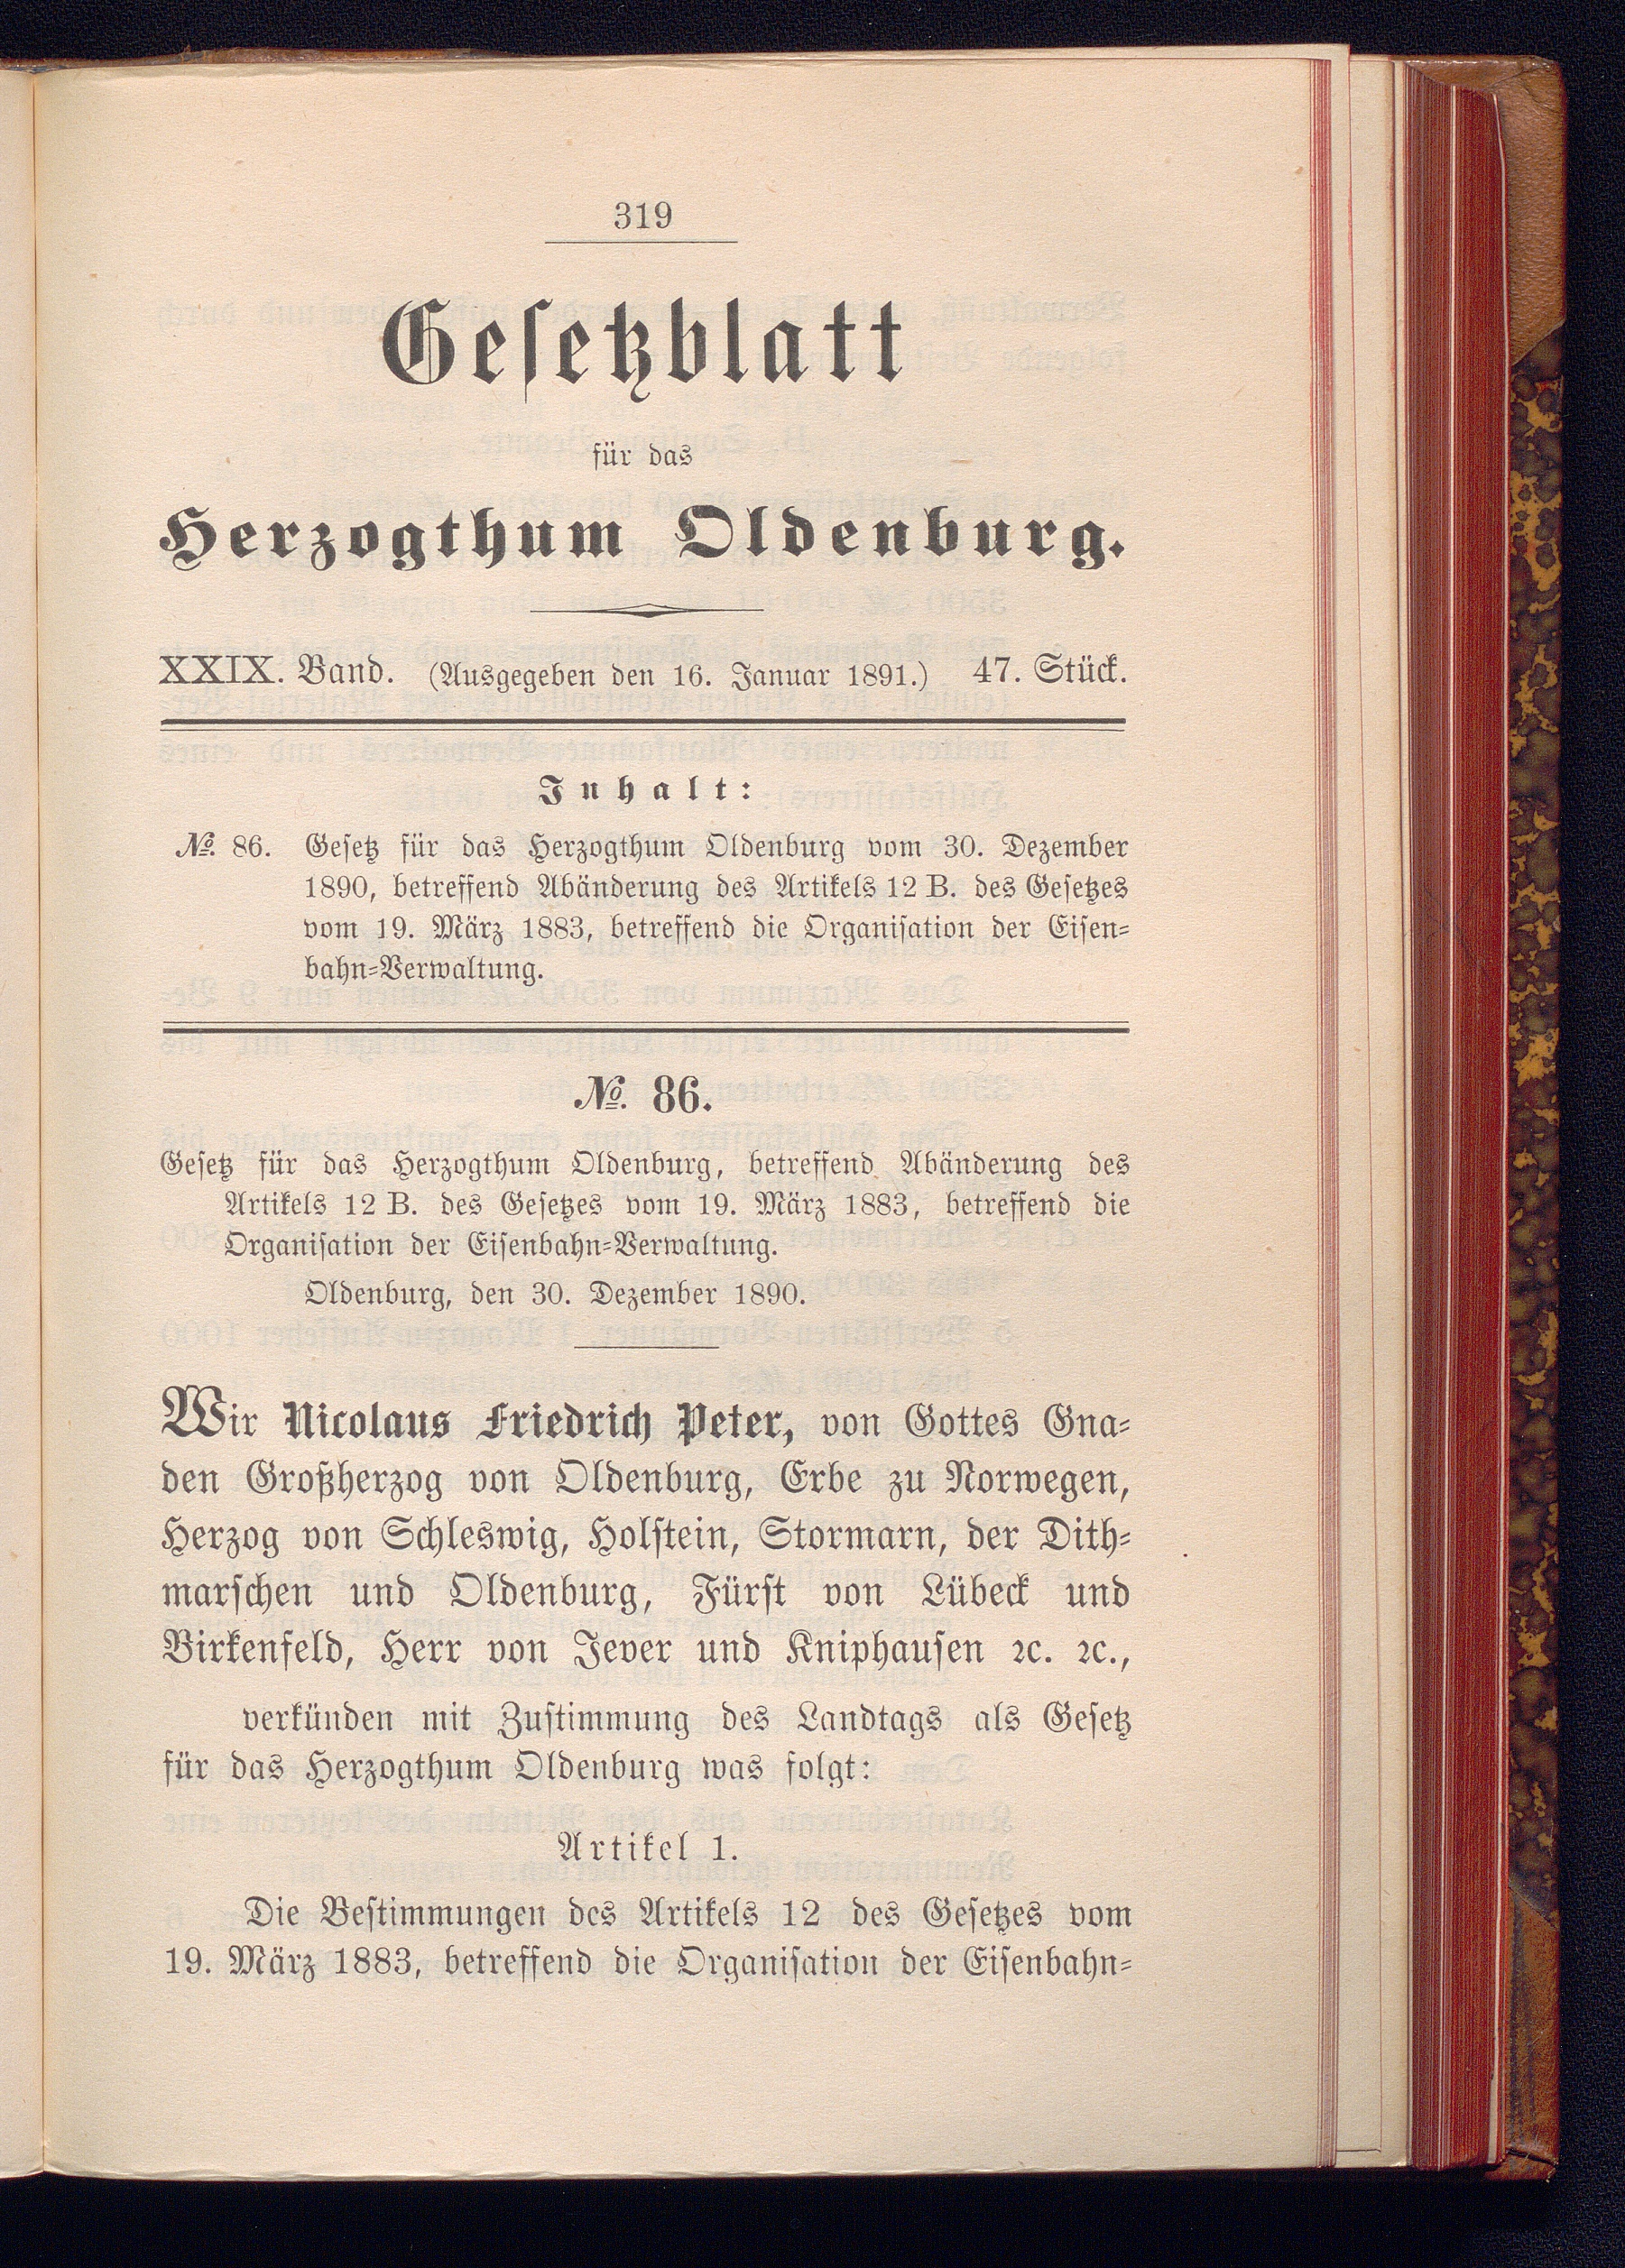 319
Gesetzblatt
für das
Herzogthum Oldenburg.
XXIX. Band. (Ausgegeben den 16. Januar 1891.) 47. Stück.
Inhalt:
№. 86. Gesetz für das Herzogthum Oldenburg vom 30. Dezember
1890, betreffend Abänderung des Artikels 12 B. des Gesetzes
vom 19. März 1883, betreffend die Organisation der Eisen-
bahn-Verwaltung.
№. 86.
Gesetz für das Herzogthum Oldenburg, betreffend Abänderung des
Artikels 12 B. des Gesetzes vom 19. März 1883, betreffend die
Organisation der Eisenbahn-Verwaltung.
Oldenburg, den 30. Dezember 1890.
Wir Nicolaus Friedrich Peter, von Gottes Gna-
den Großherzog von Oldenburg, Erbe zu Norwegen,
Herzog von Schleswig, Holstein, Stormarn, der Dith-
marschen und Oldenburg, Fürst von Lübeck und
Birkenfeld, Herr von Jever und Kniphausen ꝛc. ꝛc.,
verkünden mit Zustimmung des Landtags als Gesetz
für das Herzogthum Oldenburg was folgt:
Artikel 1.
Die Bestimmungen des Artikels 12 des Gesetzes vom
19. März 1883, betreffend die Organisation der Eisenbahn-